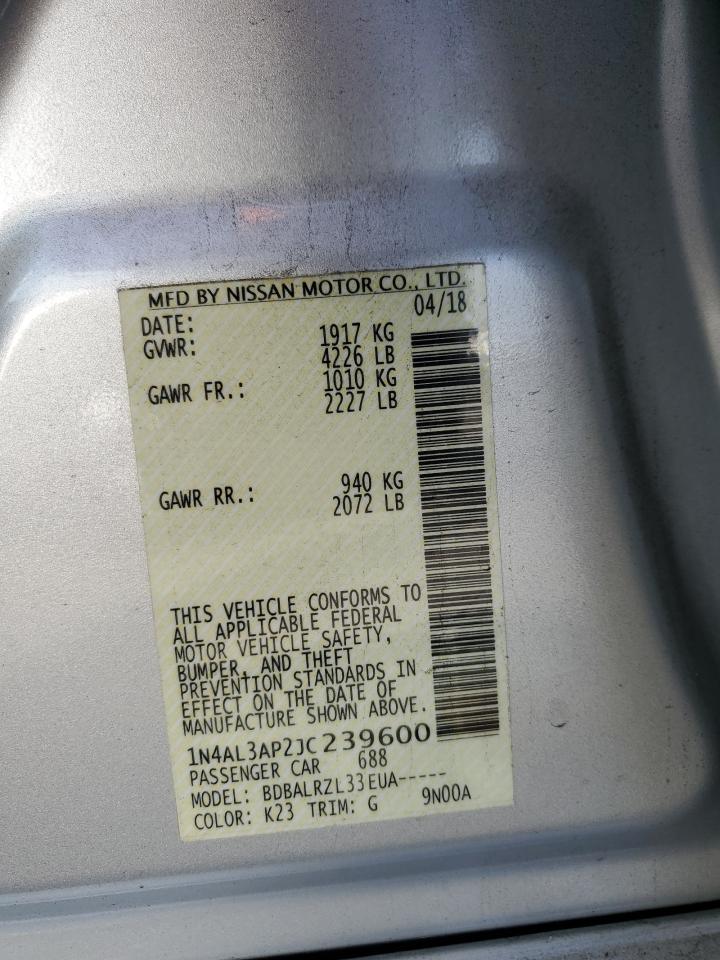 MFD BY NISSAN MOTOR CO., LTD.
DATE: 04/18
GVWR: 1917 KG
4226 LB
GAWR FR.: 1010 KG
2227 LB
GAWR RR.: 940 KG
2072 LB
THIS VEHICLE CONFORMS TO
ALL APPLICABLE FEDERAL
MOTOR VEHICLE SAFETY,
BUMPER, AND THEFT
PREVENTION STANDARDS IN
EFFECT ON THE DATE OF
MANUFACTURE SHOWN ABOVE.
1N4AL3AP2JC239600
PASSENGER CAR 688
MODEL: BDBALRZL33EUA-----
COLOR: K23 TRIM: G 9N00A